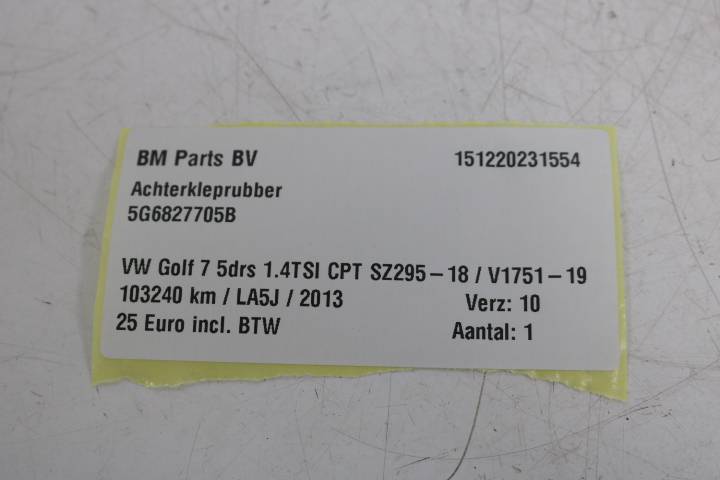 BM Parts BV 151220231554
Achterkleprubber
5G6827705B
VW Golf 7 5drs 1.4TSI CPT SZ295-18 / V1751-19
103240 km / LA5J / 2013 Verz: 10
25 Euro incl. BTW Aantal: 1